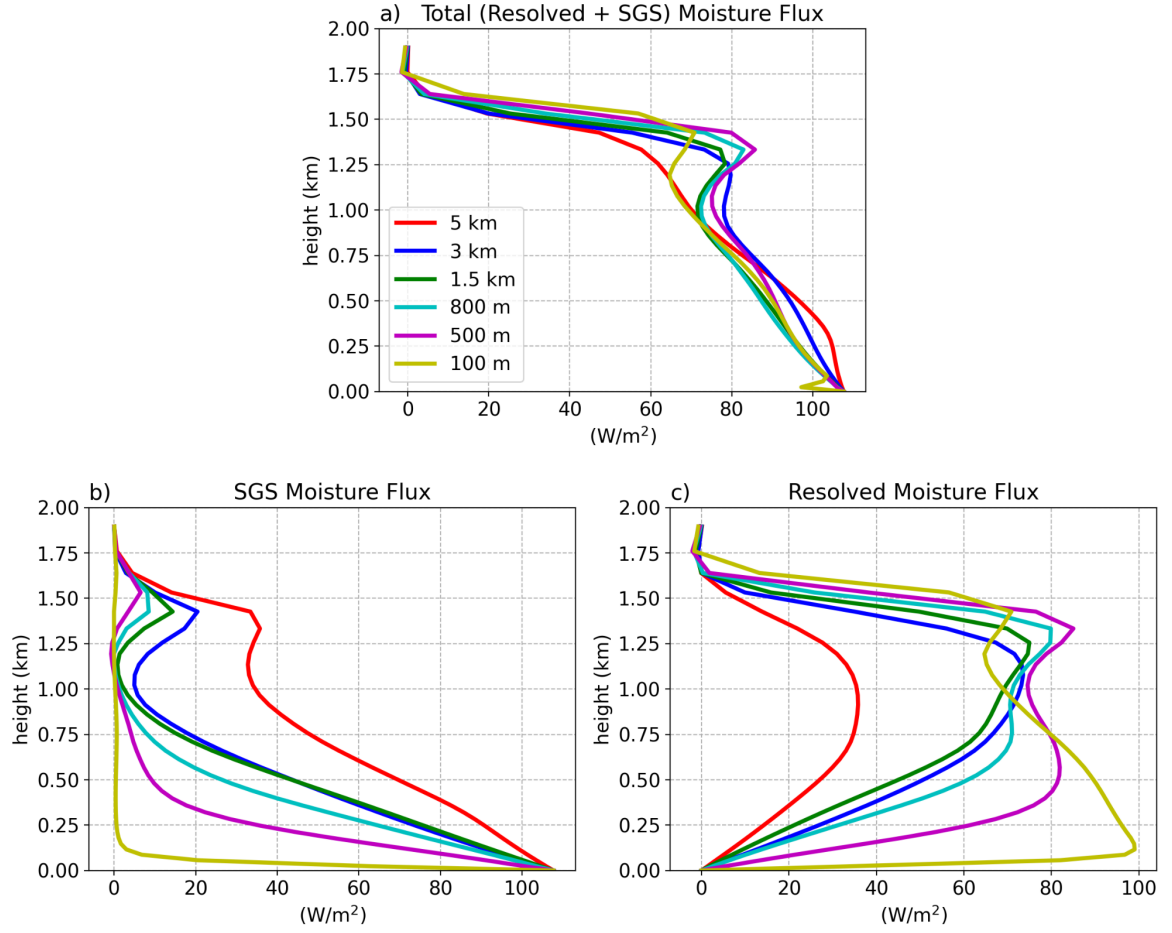 a) Total (Resolved + SGS) Moisture Flux
2.00
1.75
1.50
1.25
1.00
0.75
0.50
0.25
0.00
height (km)
5 km
3 km
1.5 km
800 m
500 m
100 m
0 20 40 60 80 100
(W/m²)
b) SGS Moisture Flux
2.00
1.75
1.50
1.25
1.00
0.75
0.50
0.25
0.00
height (km)
0 20 40 60 80 100
(W/m²)
c) Resolved Moisture Flux
2.00
1.75
1.50
1.25
1.00
0.75
0.50
0.25
0.00
height (km)
0 20 40 60 80 100
(W/m²)